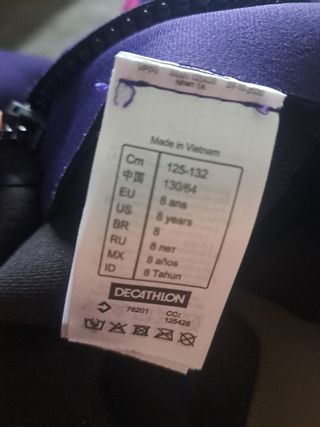 Made in Vietnam
Cm 125-132
中国 130/64
EU 8 ans
US 8 years
BR 8
RU 8 лет
MX 8 años
ID 8 Tahun
DECATHLON
76201 CC:
125428